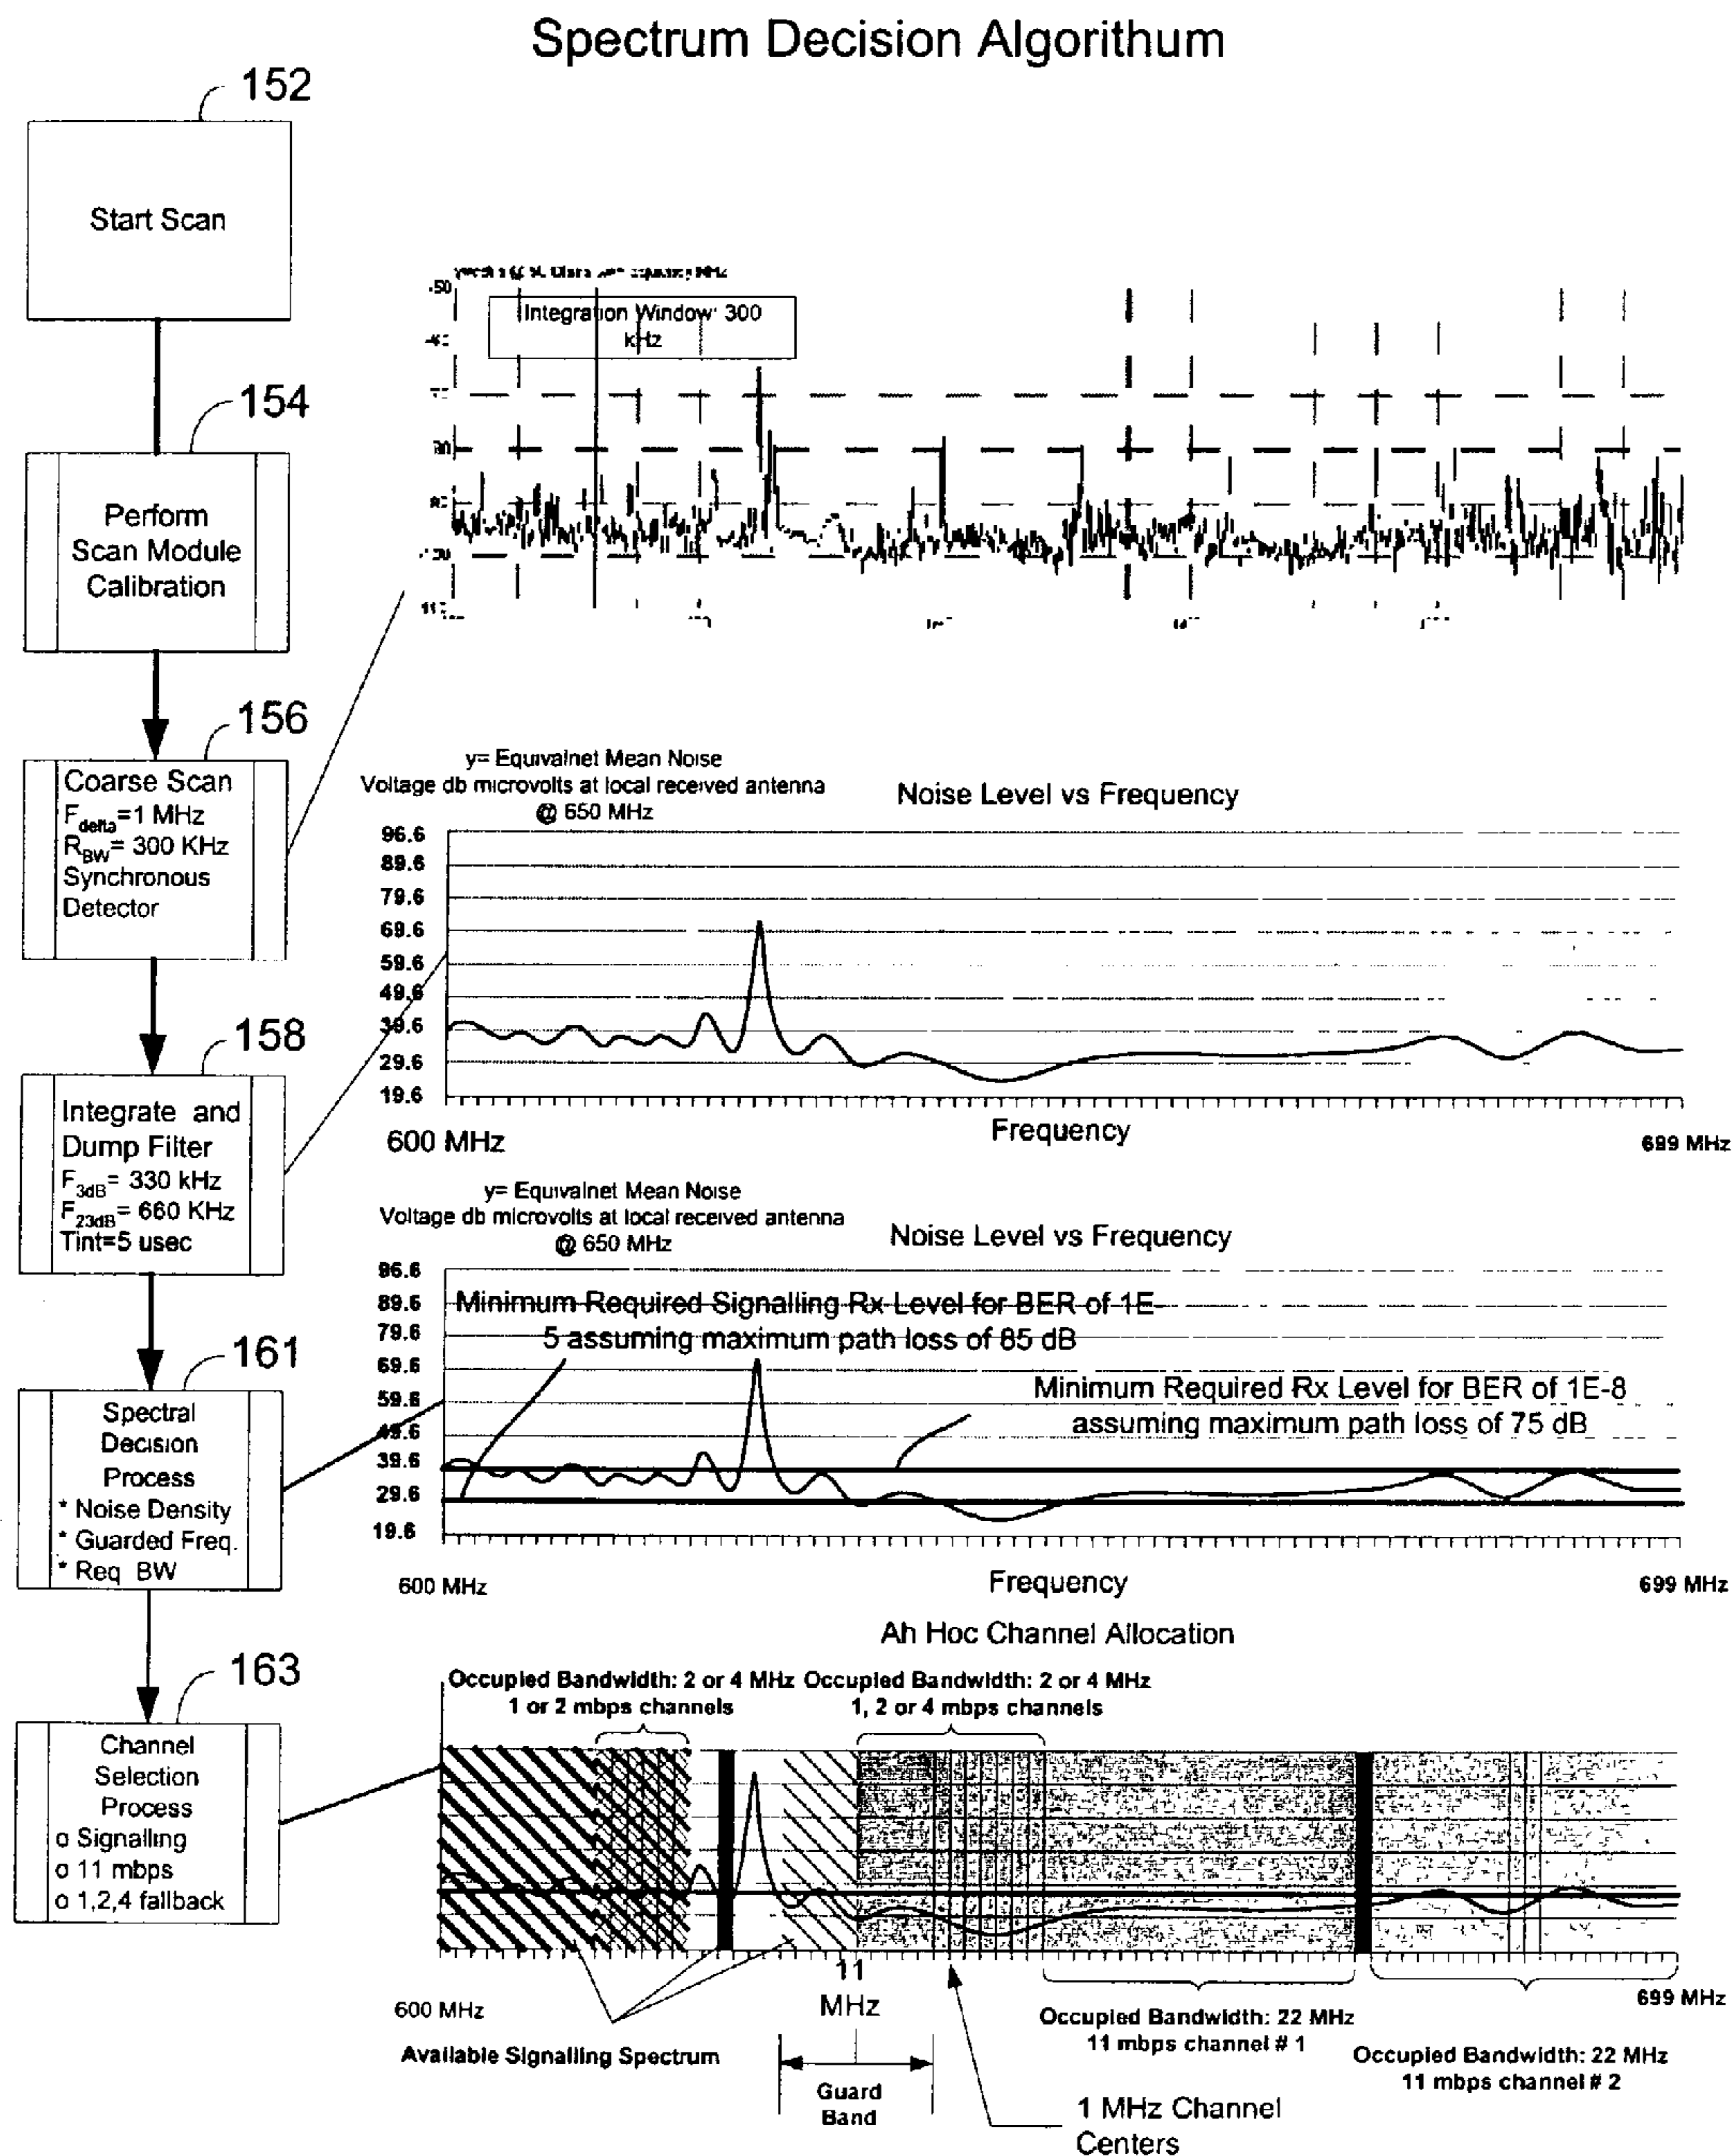 Spectrum Decision Algorithum
152
Start Scan
154
Perform
Scan Module
Calibration
156
Coarse Scan
Fdelta=1 MHz
RBW= 300 KHz
Synchronous
Detector
158
Integrate and
Dump Filter
F3dB= 330 kHz
F23dB= 660 KHz
Tint=5 usec
161
Spectral
Decision
Process
* Noise Density
* Guarded Freq.
* Req BW
163
Channel
Selection
Process
o Signalling
o 11 mbps
o 1,2,4 fallback
Integration Window: 300
kHz
y= Equivalnet Mean Noise
Voltage db microvolts at local received antenna
@ 650 MHz
Noise Level vs Frequency
96.6
89.6
79.6
69.6
59.6
49.6
39.6
29.6
19.6
600 MHz
Frequency
699 MHz
y= Equivalnet Mean Noise
Voltage db microvolts at local received antenna
@ 650 MHz
Noise Level vs Frequency
96.6
89.6
79.6
69.6
59.6
49.6
39.6
29.6
19.6
Minimum Required Signalling Rx Level for BER of 1E-
5 assuming maximum path loss of 85 dB
Minimum Required Rx Level for BER of 1E-8
assuming maximum path loss of 75 dB
600 MHz
Frequency
699 MHz
Ah Hoc Channel Allocation
Occupied Bandwidth: 2 or 4 MHz
1 or 2 mbps channels
Occupied Bandwidth: 2 or 4 MHz
1, 2 or 4 mbps channels
600 MHz
11
MHz
699 MHz
Available Signalling Spectrum
Guard
Band
1 MHz Channel
Centers
Occupied Bandwidth: 22 MHz
11 mbps channel # 1
Occupied Bandwidth: 22 MHz
11 mbps channel # 2